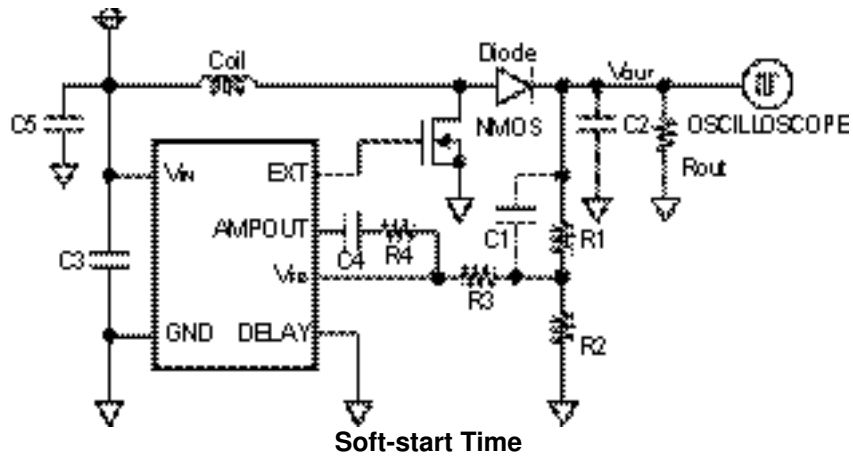 Coil
Diode
VOUT
C5
NMOS
C2
OSCILLOSCOPE
Rout
VIN
EXT
AMPOUT
C4
R4
C1
R1
C3
VFB
R3
GND
DELAY
R2
Soft-start Time